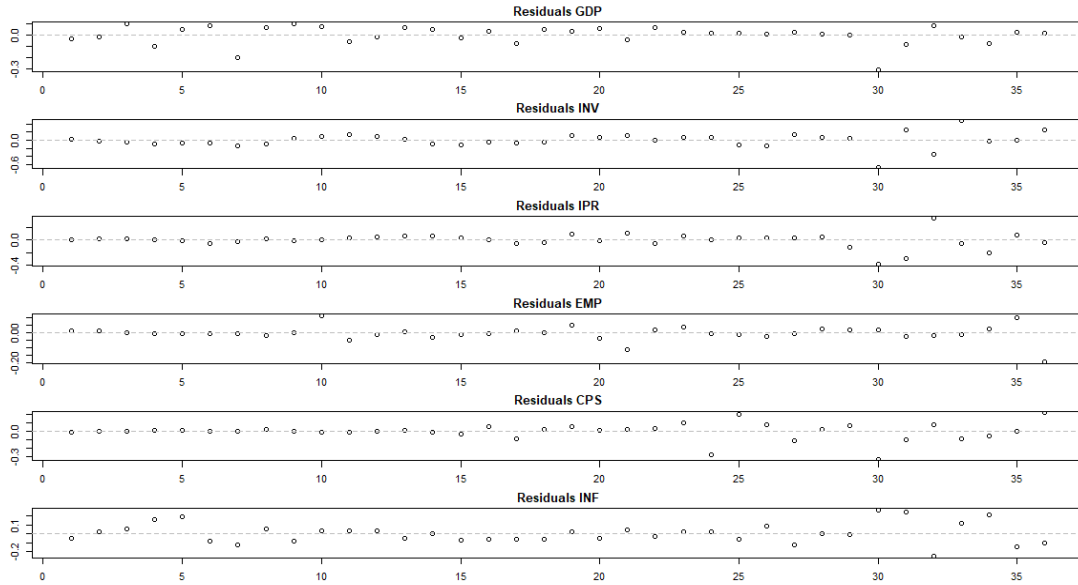 Residuals GDP
0.0
-0.3
0 5 10 15 20 25 30 35
Residuals INV
0.0
-0.6
0 5 10 15 20 25 30 35
Residuals IPR
0.0
-0.4
0 5 10 15 20 25 30 35
Residuals EMP
0.00
-0.20
0 5 10 15 20 25 30 35
Residuals CPS
0.0
-0.3
0 5 10 15 20 25 30 35
Residuals INF
0.1
-0.2
0 5 10 15 20 25 30 35